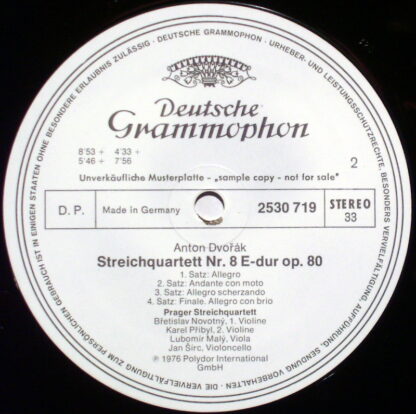 DIE VERVIELFÄLTIGUNG ZUM PERSÖNLICHEN GEBRAUCH IST IN EINIGEN STAATEN OHNE BESONDERE ERLAUBNIS ZULÄSSIG · DEUTSCHE GRAMMOPHON · URHEBER- UND LEISTUNGSSCHUTZRECHTE, INSBESONDERE VERVIELFÄLTIGUNG, AUFFÜHRUNG, SENDUNG VORBEHALTEN ·
Deutsche
Grammophon
8'53 + 4'33 +
5'46 + 7'56
2
Unverkäufliche Musterplatte - „sample copy - not for sale"
D. P. Made in Germany 2530 719 STEREO
33
Anton Dvořák
Streichquartett Nr. 8 E-dur op. 80
1. Satz: Allegro
2. Satz: Andante con moto
3. Satz: Allegro scherzando
4. Satz: Finale. Allegro con brio
Prager Streichquartett
Břetislav Novotný, 1. Violine
Karel Přibyl, 2. Violine
Lubomir Malý, Viola
Jan Šírc, Violoncello
℗ 1976 Polydor International
GmbH